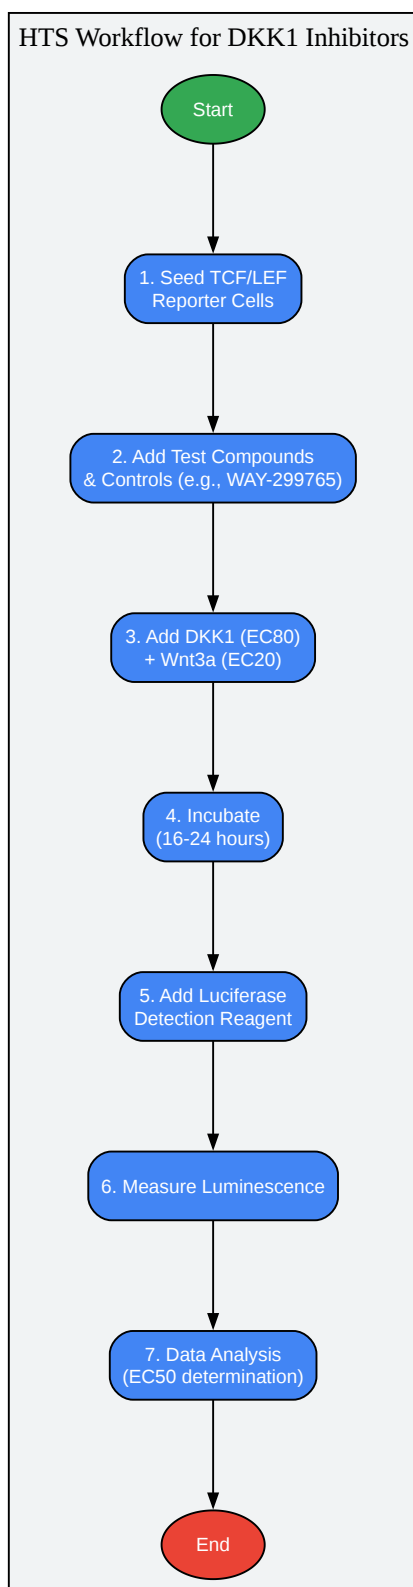 HTS Workflow for DKK1 Inhibitors
Start
1. Seed TCF/LEF
Reporter Cells
2. Add Test Compounds
& Controls (e.g., WAY-299765)
3. Add DKK1 (EC80)
+ Wnt3a (EC20)
4. Incubate
(16-24 hours)
5. Add Luciferase
Detection Reagent
6. Measure Luminescence
7. Data Analysis
(EC50 determination)
End